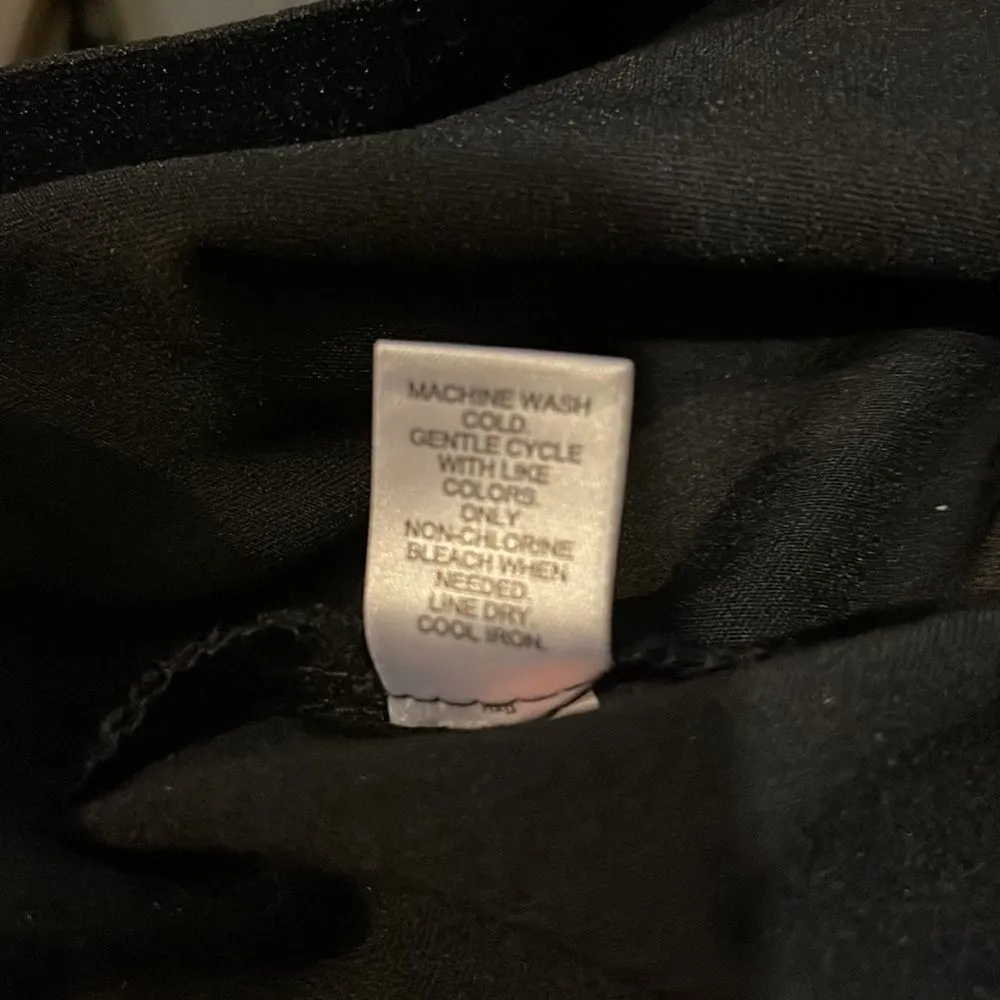 MACHINE WASH
COLD.
GENTLE CYCLE
WITH LIKE
COLORS.
ONLY
NON-CHLORINE
BLEACH WHEN
NEEDED.
LINE DRY.
COOL IRON.